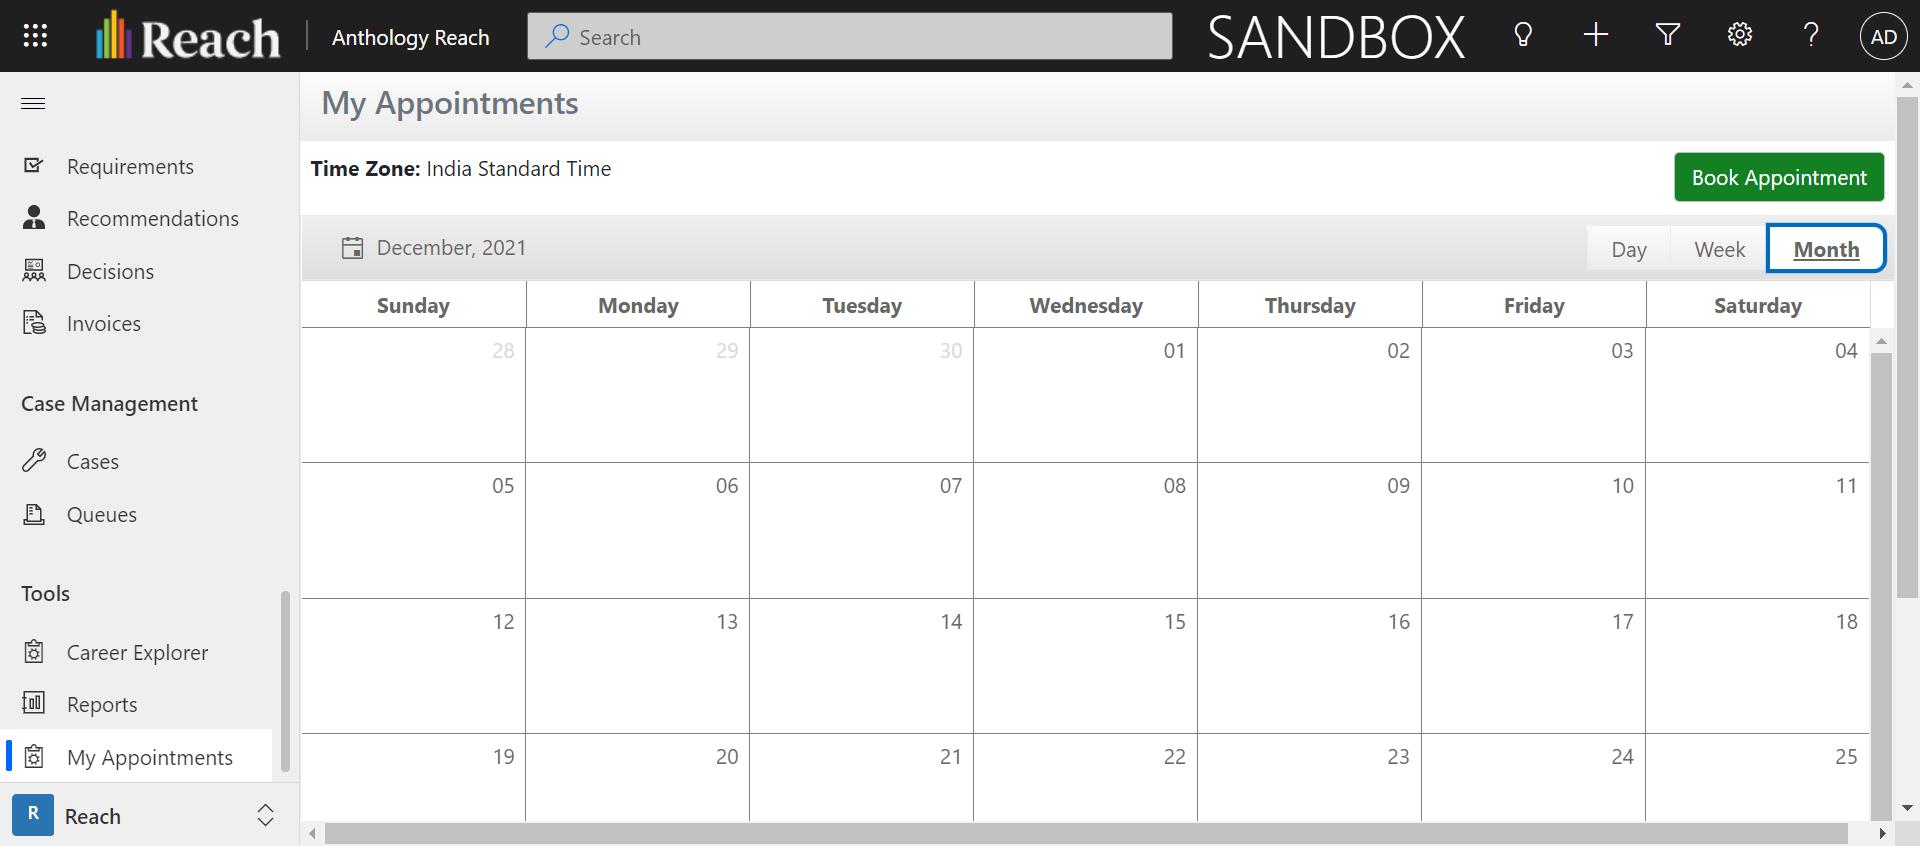 Reach
Anthology Reach
Search
SANDBOX
?
AD
My Appointments
Time Zone: India Standard Time
Book Appointment
December, 2021
Day
Week
Month
Requirements
Recommendations
Decisions
Invoices
Case Management
Cases
Queues
Tools
Career Explorer
Reports
My Appointments
R
Reach
Sunday Monday Tuesday Wednesday Thursday Friday Saturday
28 29 30 01 02 03 04
05 06 07 08 09 10 11
12 13 14 15 16 17 18
19 20 21 22 23 24 25